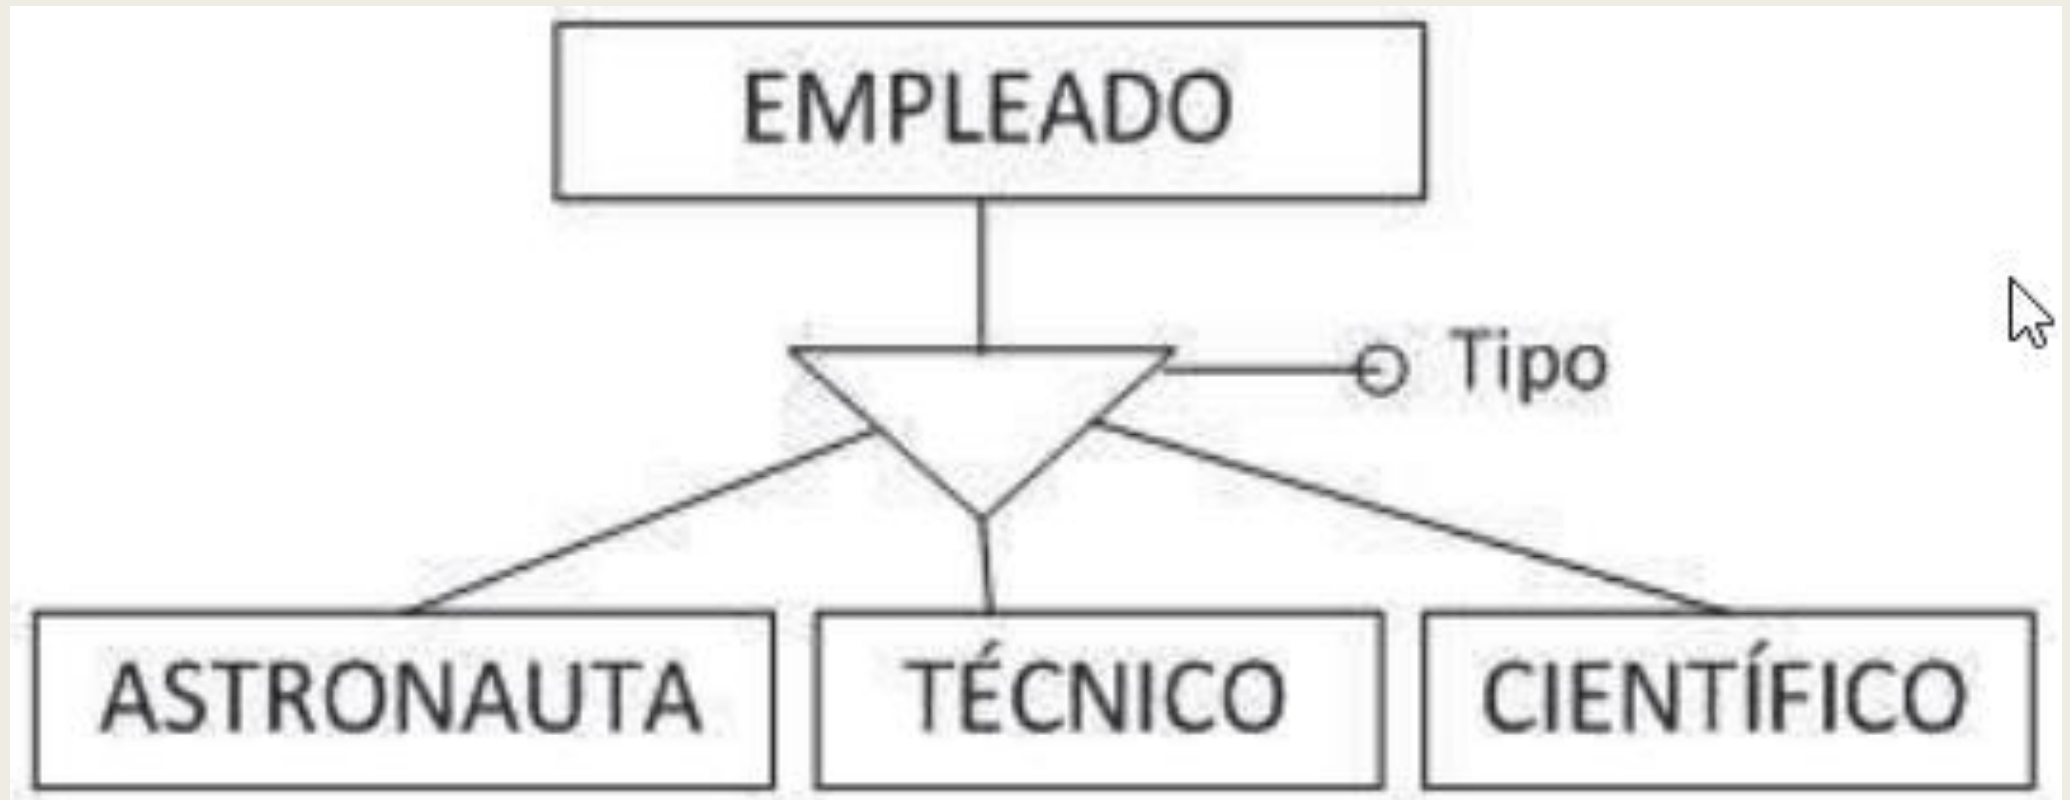 EMPLEADO
Tipo
ASTRONAUTA
TÉCNICO
CIENTÍFICO